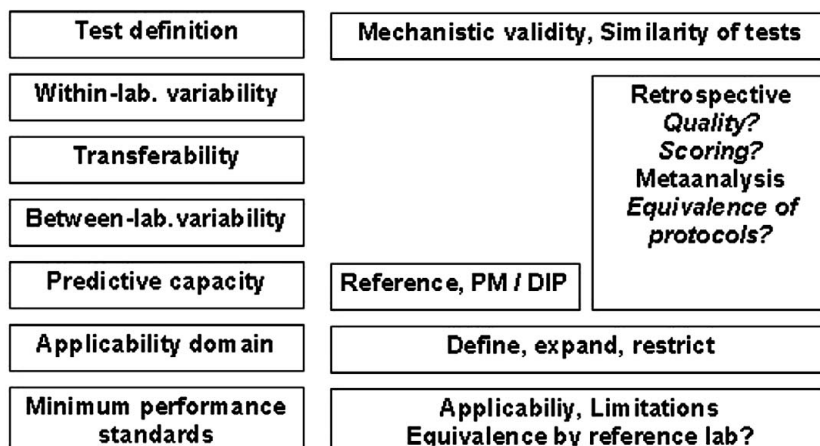 Test definition
Mechanistic validity, Similarity of tests
Within-lab. variability
Transferability
Between-lab.variability
Predictive capacity
Retrospective
Quality?
Scoring?
Metaanalysis
Equivalence of
protocols?
Reference, PM / DIP
Applicability domain
Define, expand, restrict
Minimum performance
standards
Applicabiliy, Limitations
Equivalence by reference lab?